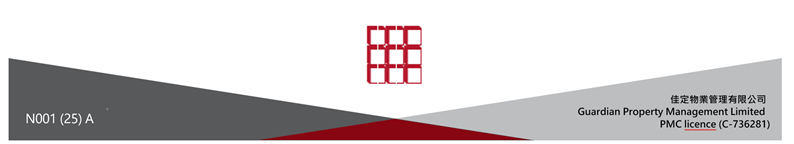 佳定物業管理有限公司
Guardian Property Management Limited
N001 (25) A
PMC licence (C-736281)